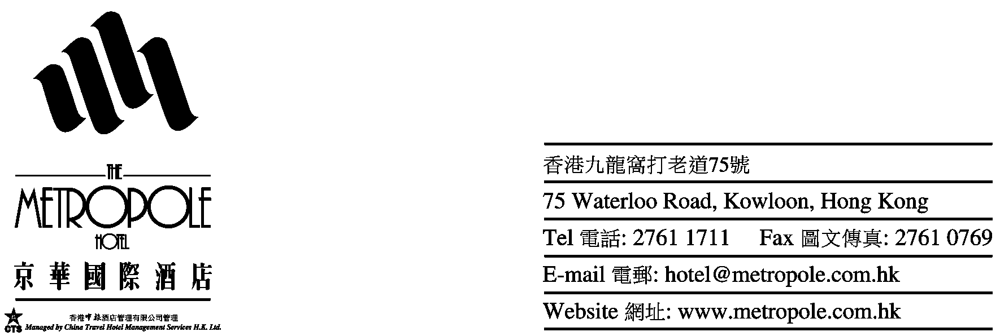 THE
METROPOLE
HOTEL
京華國際酒店
CTS
香港中旅酒店管理有限公司管理
Managed by China Travel Hotel Management Services H.K. Ltd.
香港九龍窩打老道75號
75 Waterloo Road, Kowloon, Hong Kong
Tel 電話: 2761 1711 Fax 圖文傳真: 2761 0769
E-mail 電郵: hotel@metropole.com.hk
Website 網址: www.metropole.com.hk